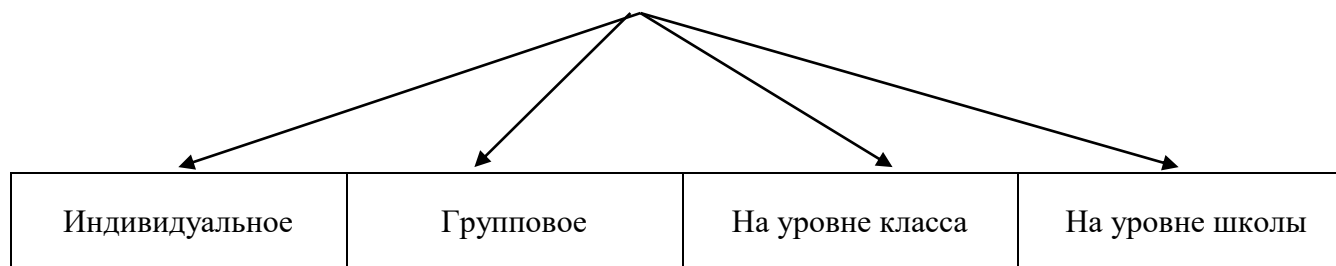 Индивидуальное
Групповое
На уровне класса
На уровне школы